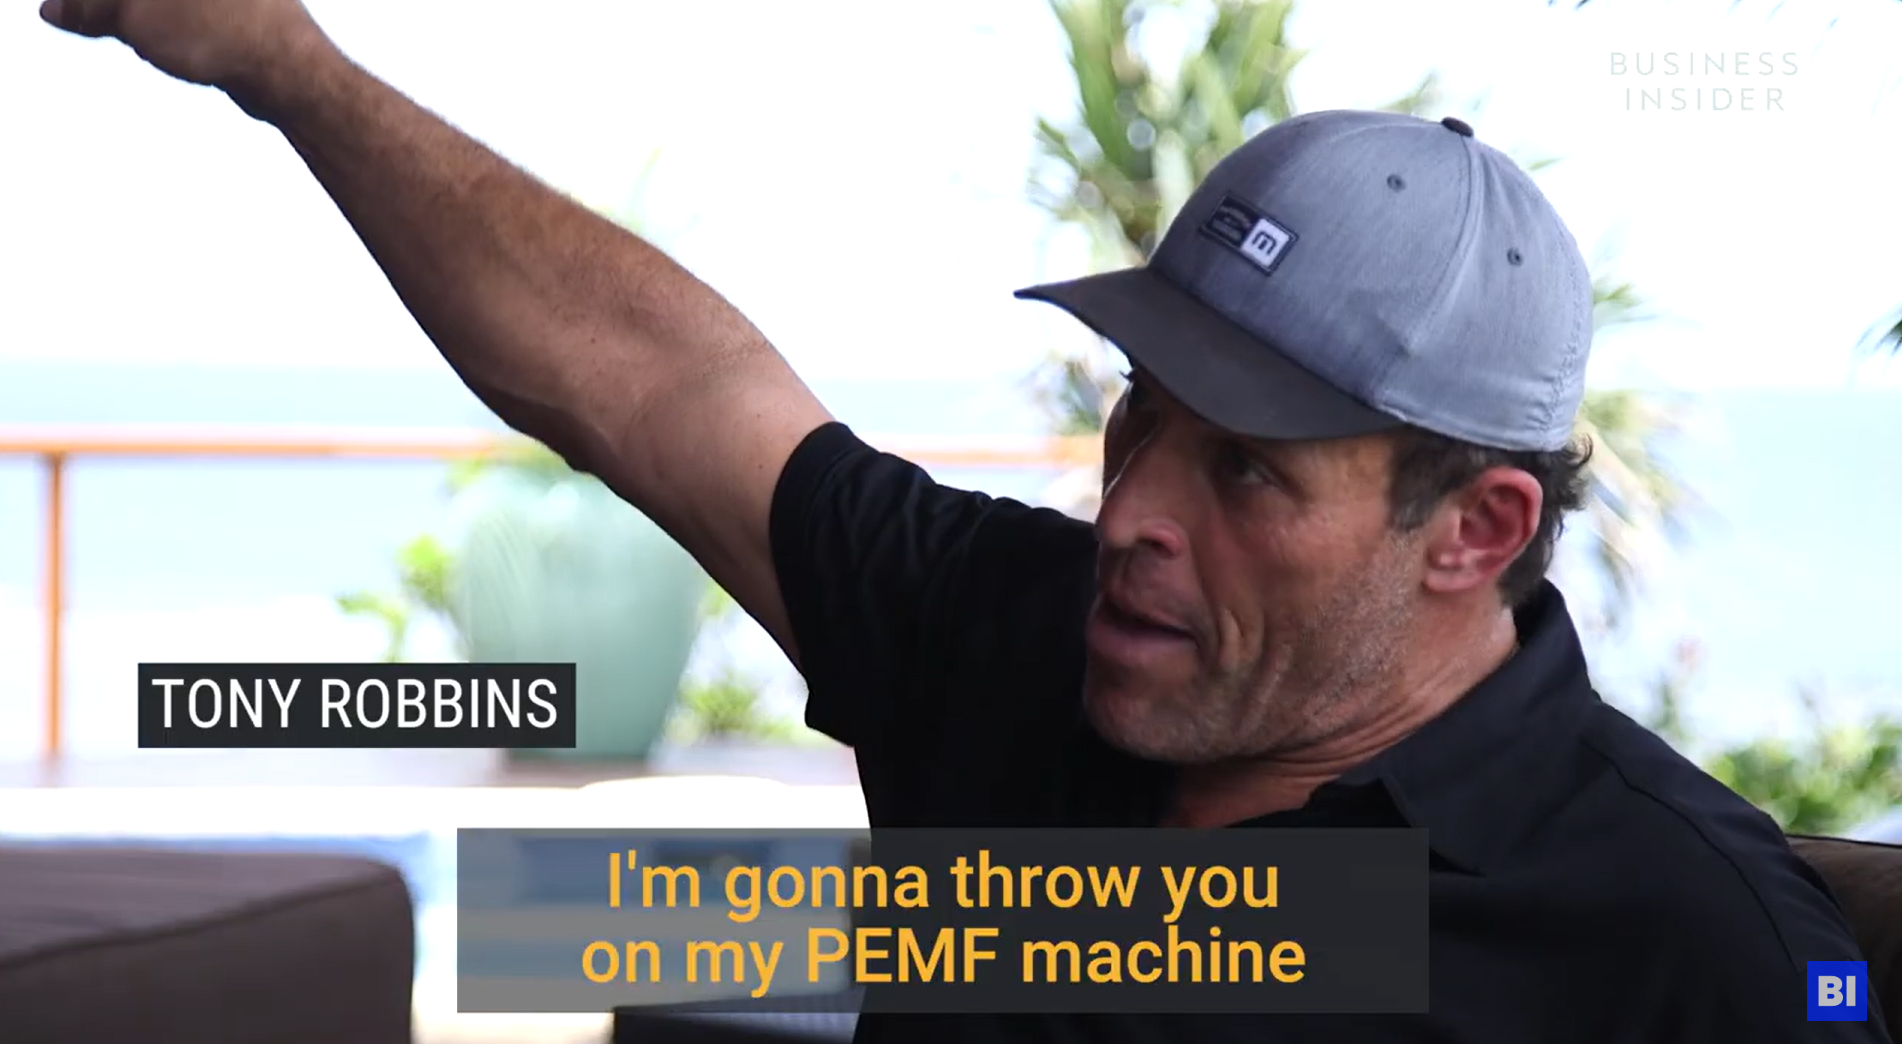 BUSINESS
INSIDER
m
TONY ROBBINS
I'm gonna throw you
on my PEMF machine
BI